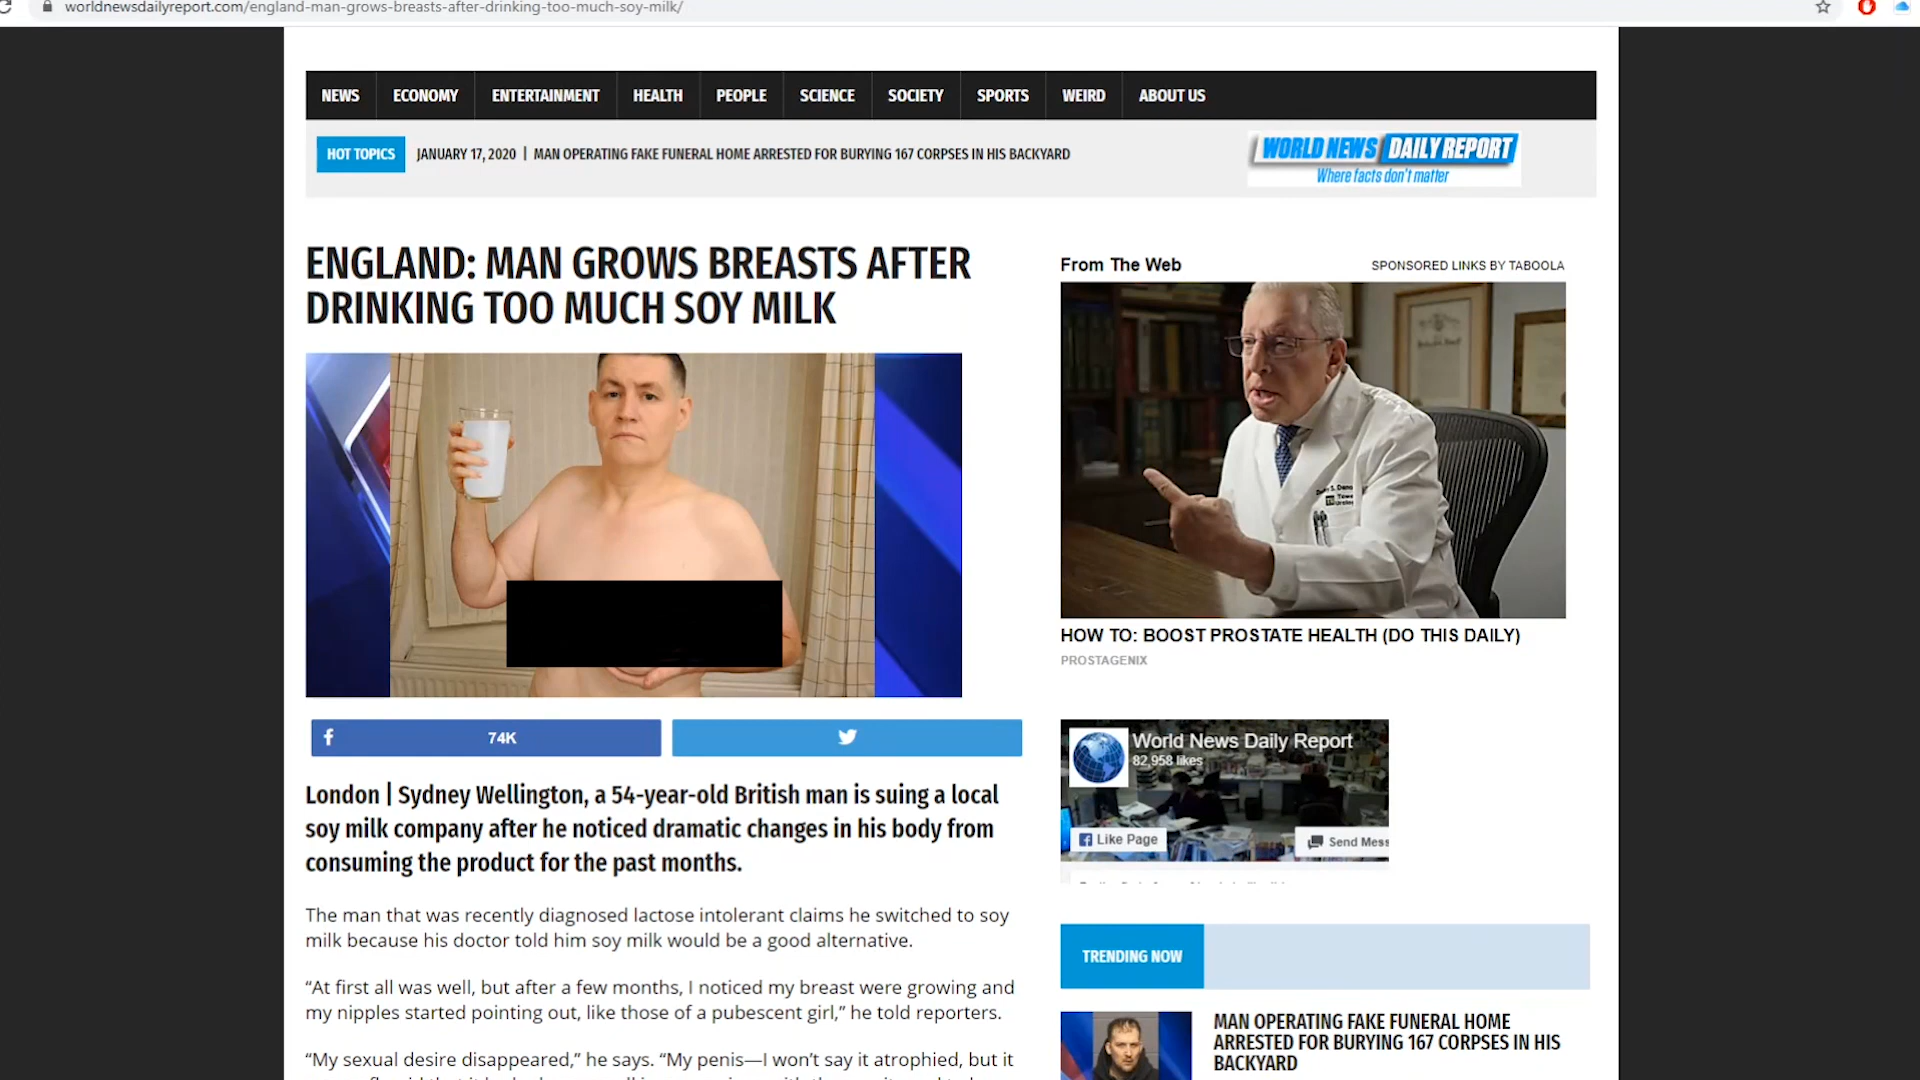 worldnewsdailyreport.com/england-man-grows-breasts-after-drinking-too-much-soy-milk/
NEWS ECONOMY ENTERTAINMENT HEALTH PEOPLE SCIENCE SOCIETY SPORTS WEIRD ABOUT US
HOT TOPICS JANUARY 17, 2020 | MAN OPERATING FAKE FUNERAL HOME ARRESTED FOR BURYING 167 CORPSES IN HIS BACKYARD
WORLD NEWS DAILY REPORT
Where facts don't matter
ENGLAND: MAN GROWS BREASTS AFTER
DRINKING TOO MUCH SOY MILK
74K
London | Sydney Wellington, a 54-year-old British man is suing a local
soy milk company after he noticed dramatic changes in his body from
consuming the product for the past months.
The man that was recently diagnosed lactose intolerant claims he switched to soy
milk because his doctor told him soy milk would be a good alternative.
“At first all was well, but after a few months, I noticed my breast were growing and
my nipples started pointing out, like those of a pubescent girl,” he told reporters.
“My sexual desire disappeared,” he says. “My penis—I won’t say it atrophied, but it
From The Web SPONSORED LINKS BY TABOOLA
HOW TO: BOOST PROSTATE HEALTH (DO THIS DAILY)
PROSTAGENIX
World News Daily Report
82,958 likes
Like Page Send Mess
TRENDING NOW
MAN OPERATING FAKE FUNERAL HOME
ARRESTED FOR BURYING 167 CORPSES IN HIS
BACKYARD